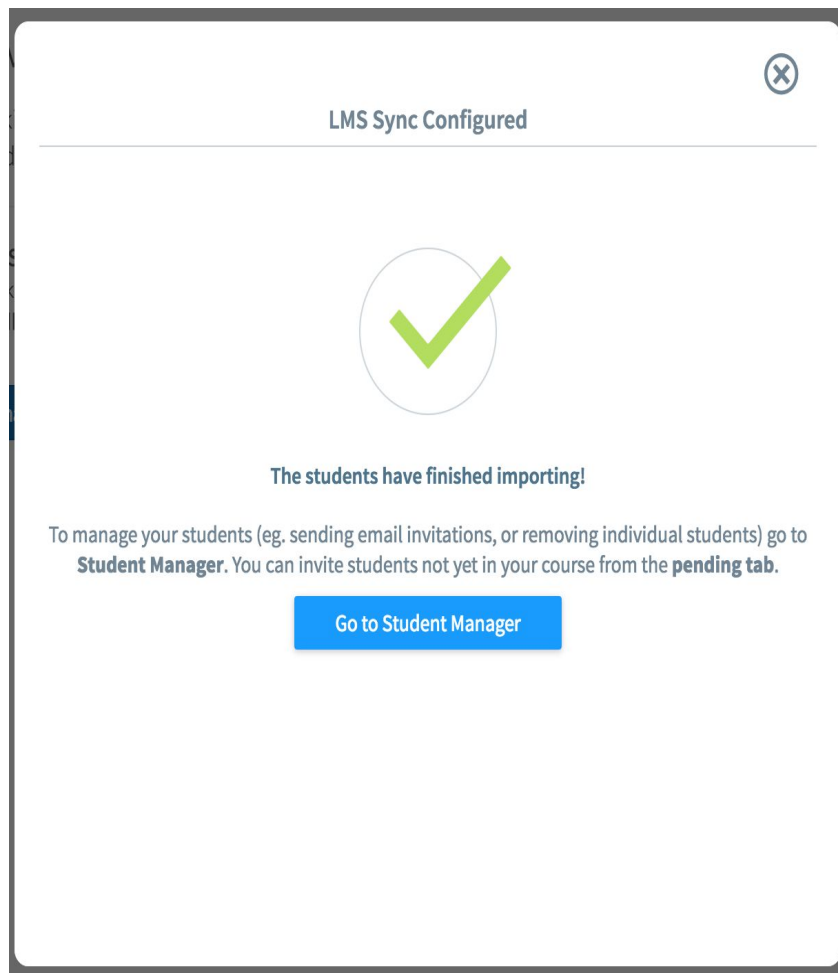 LMS Sync Configured
The students have finished importing!
To manage your students (eg. sending email invitations, or removing individual students) go to
Student Manager. You can invite students not yet in your course from the pending tab.
Go to Student Manager